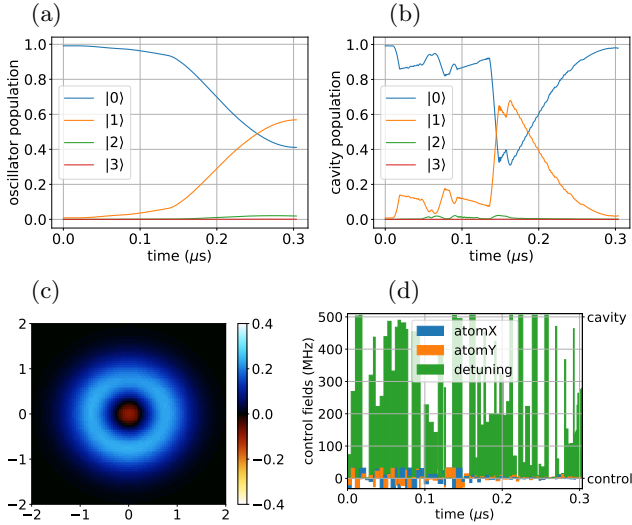 (a)
oscillator population
1.0
0.8
0.6
0.4
0.2
0.0
|0⟩
|1⟩
|2⟩
|3⟩
0.0 0.1 0.2 0.3
time (μs)
(b)
cavity population
1.0
0.8
0.6
0.4
0.2
0.0
|0⟩
|1⟩
|2⟩
|3⟩
0.0 0.1 0.2 0.3
time (μs)
(c)
2
1
0
−1
−2
−2 −1 0 1 2
0.4
0.2
0.0
−0.2
−0.4
(d)
control fields (MHz)
500
400
300
200
100
0
atomX
atomY
detuning
cavity
control
0.0 0.1 0.2 0.3
time (μs)